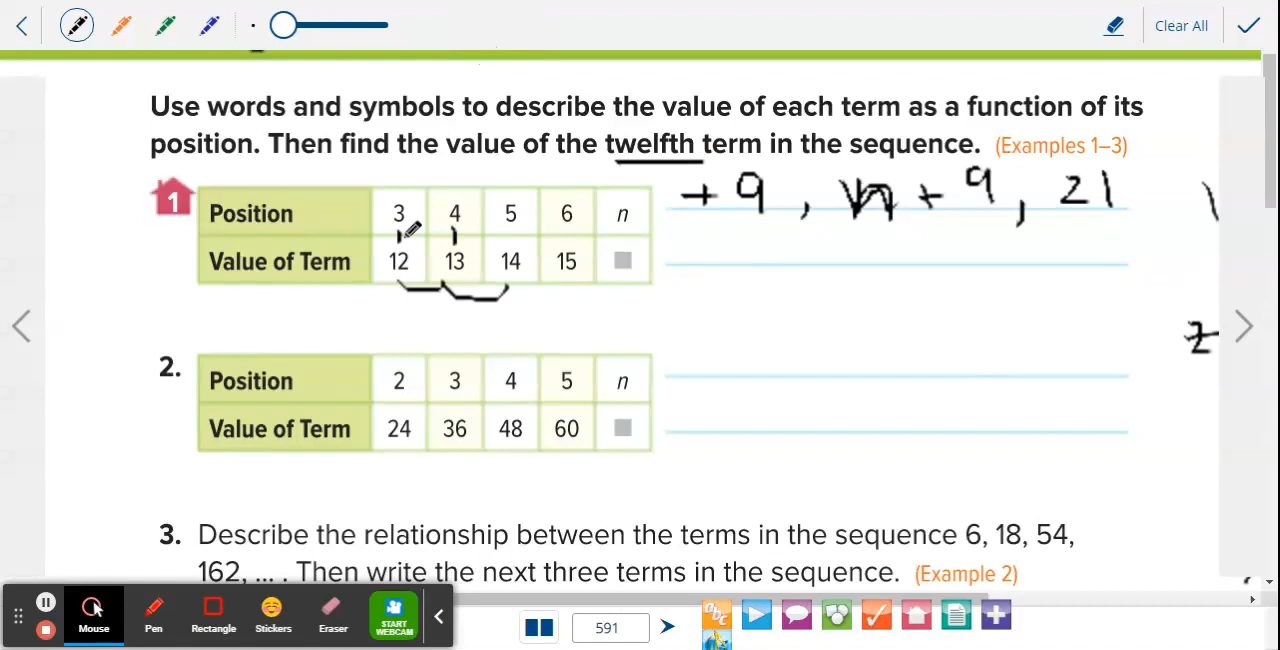 Clear All
Use words and symbols to describe the value of each term as a function of its
position. Then find the value of the twelfth term in the sequence. (Examples 1–3)
1
Position 3 4 5 6 n
Value of Term 12 13 14 15
+ 9 , n + 9 , 21
2.
Position 2 3 4 5 n
Value of Term 24 36 48 60
3. Describe the relationship between the terms in the sequence 6, 18, 54,
162, ... . Then write the next three terms in the sequence. (Example 2)
Mouse Pen Rectangle Stickers Eraser START WEBCAM
591
abc